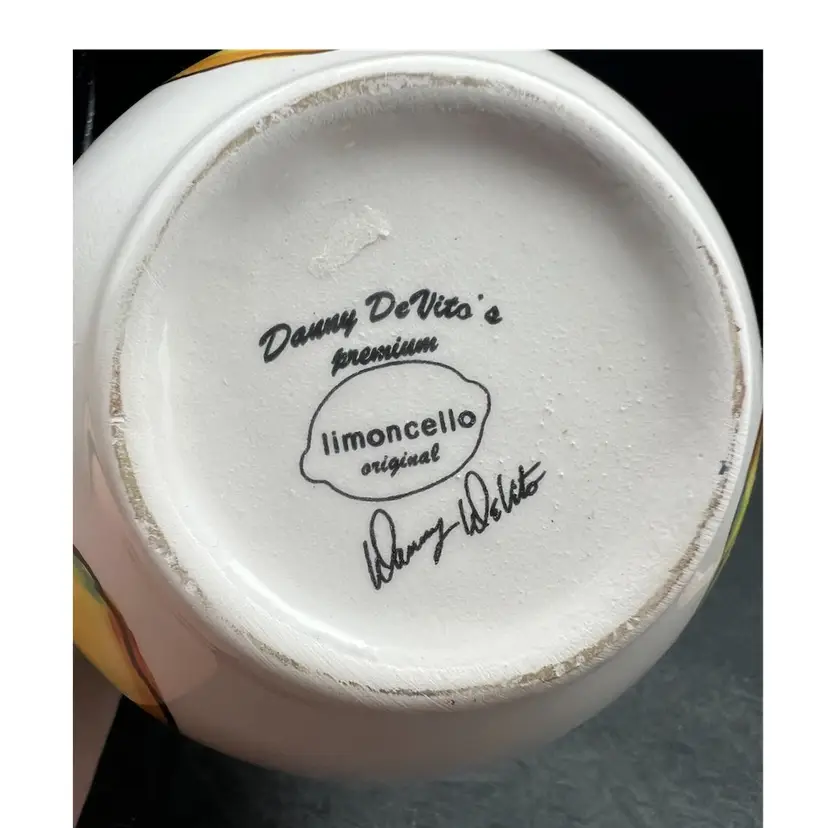 Danny DeVito's
premium
limoncello
original
Danny DeVito